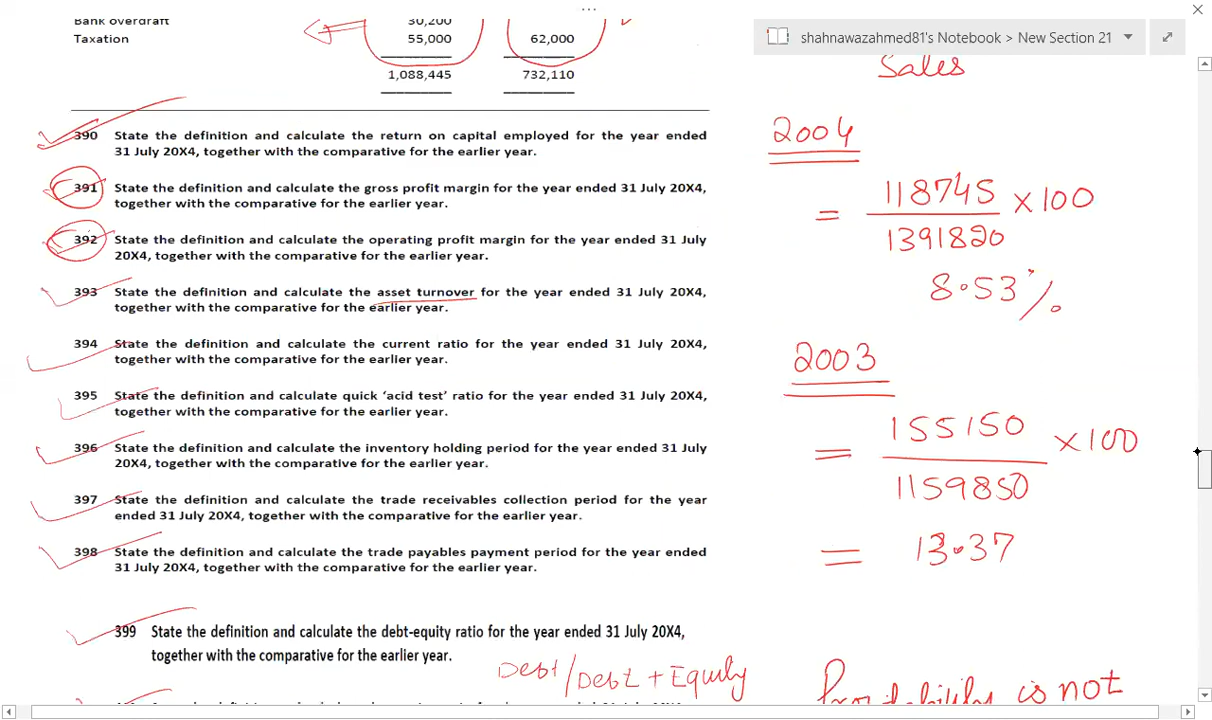 Bank overdraft 30,200
Taxation 55,000 62,000
1,088,445 732,110
390 State the definition and calculate the return on capital employed for the year ended
31 July 20X4, together with the comparative for the earlier year.
391 State the definition and calculate the gross profit margin for the year ended 31 July 20X4,
together with the comparative for the earlier year.
392 State the definition and calculate the operating profit margin for the year ended 31 July
20X4, together with the comparative for the earlier year.
393 State the definition and calculate the asset turnover for the year ended 31 July 20X4,
together with the comparative for the earlier year.
394 State the definition and calculate the current ratio for the year ended 31 July 20X4,
together with the comparative for the earlier year.
395 State the definition and calculate quick 'acid test' ratio for the year ended 31 July 20X4,
together with the comparative for the earlier year.
396 State the definition and calculate the inventory holding period for the year ended 31 July
20X4, together with the comparative for the earlier year.
397 State the definition and calculate the trade receivables collection period for the year
ended 31 July 20X4, together with the comparative for the earlier year.
398 State the definition and calculate the trade payables payment period for the year ended
31 July 20X4, together with the comparative for the earlier year.
399 State the definition and calculate the debt-equity ratio for the year ended 31 July 20X4,
together with the comparative for the earlier year.
Debt/Debt + Equity
shahnawazahmed81's Notebook > New Section 21
Sales
2004
= 118745 × 100
1391820
8.53%
2003
= 155150 × 100
1159850
= 13.37
is not